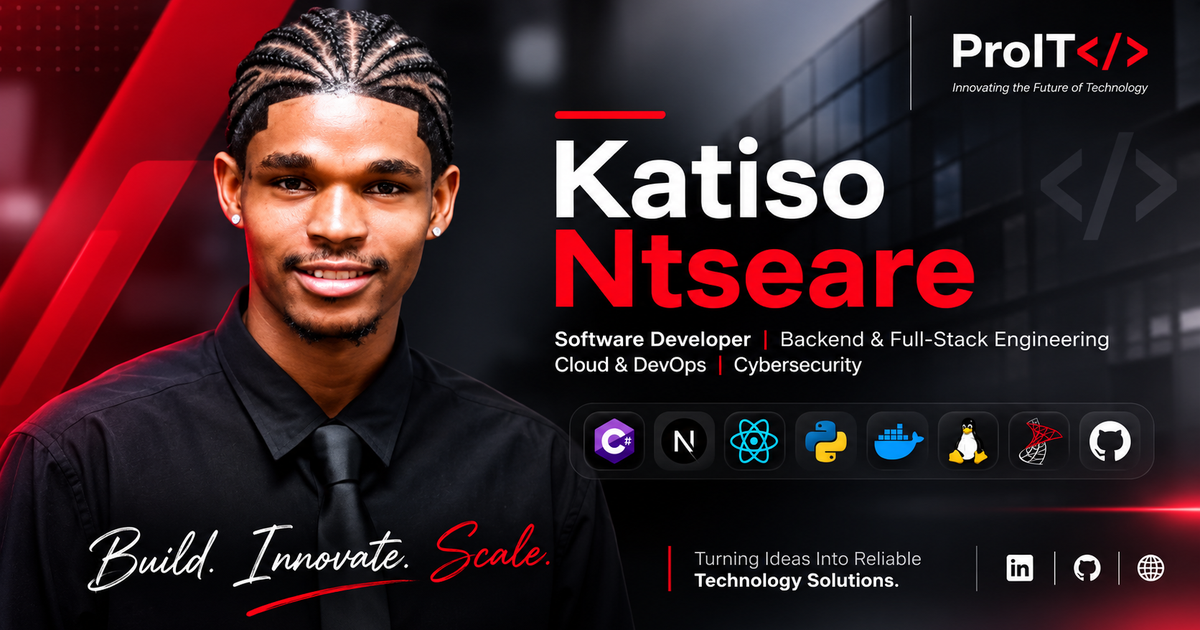 ProIT</>
Innovating the Future of Technology
</>
Katiso
Ntseare
Software Developer | Backend & Full-Stack Engineering
Cloud & DevOps | Cybersecurity
C# N
Build. Innovate. Scale.
Turning Ideas Into Reliable
Technology Solutions.
in